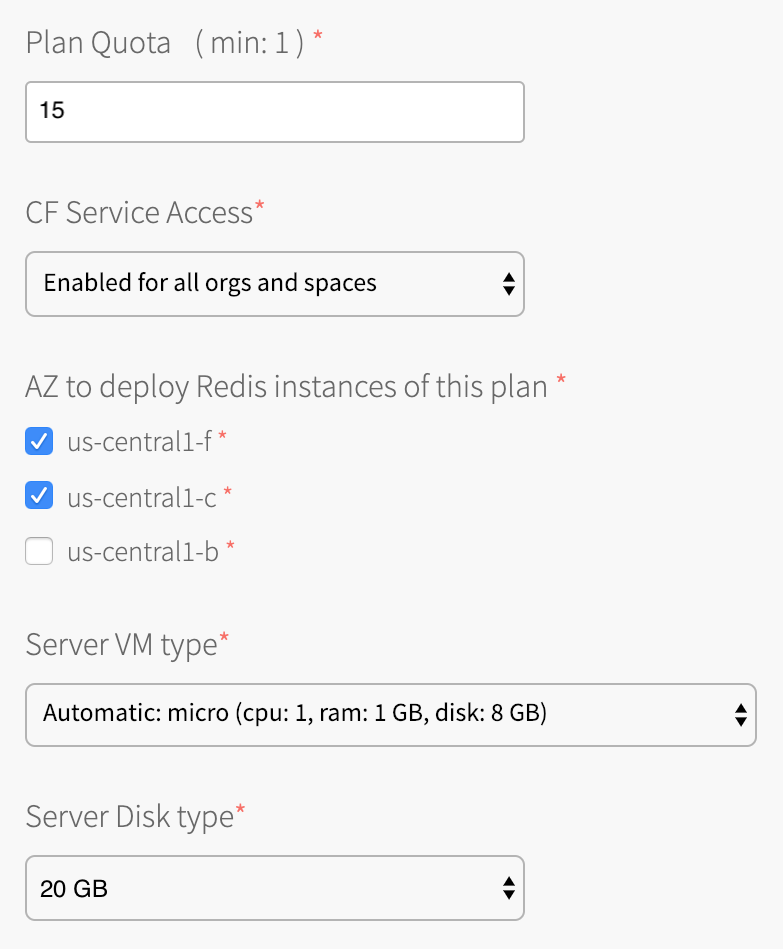 Plan Quota ( min: 1 ) *
15
CF Service Access*
Enabled for all orgs and spaces
AZ to deploy Redis instances of this plan *
us-central1-f *
us-central1-c *
us-central1-b *
Server VM type*
Automatic: micro (cpu: 1, ram: 1 GB, disk: 8 GB)
Server Disk type*
20 GB